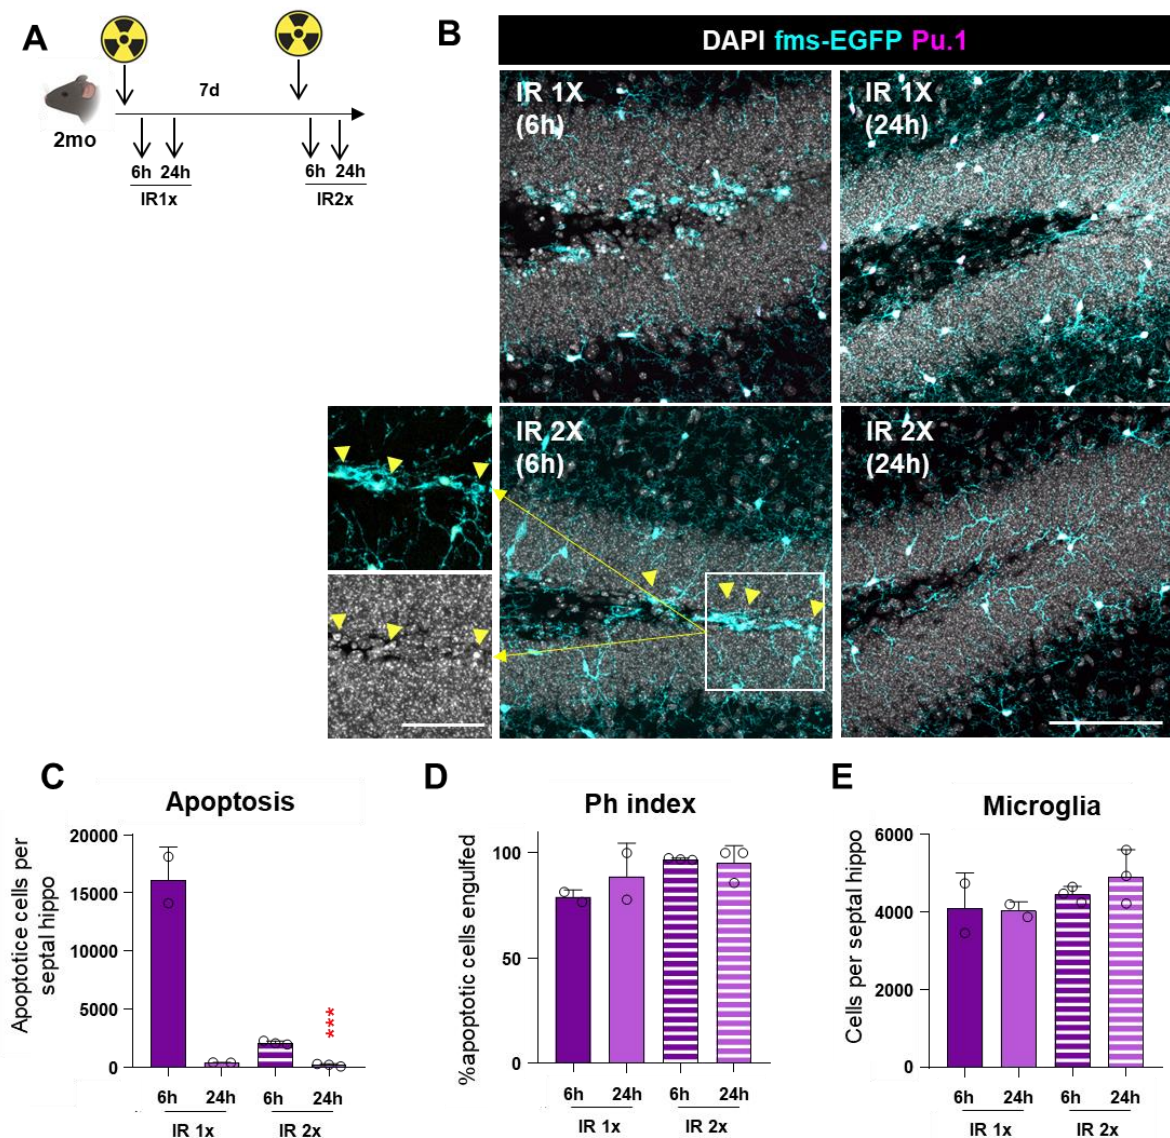 A
7d
2mo
6h 24h
IR1x
6h 24h
IR2x
B
DAPI fms-EGFP Pu.1
IR 1X
(6h)
IR 1X
(24h)
IR 2X
(6h)
IR 2X
(24h)
C
Apoptosis
Apoptotice cells per
septal hippo
20000
15000
10000
5000
0
***
6h 24h 6h 24h
IR 1x IR 2x
D
Ph index
%apoptotic cells engulfed
100
50
0
6h 24h 6h 24h
IR 1x IR 2x
E
Microglia
Cells per septal hippo
6000
4000
2000
0
6h 24h 6h 24h
IR 1x IR 2x